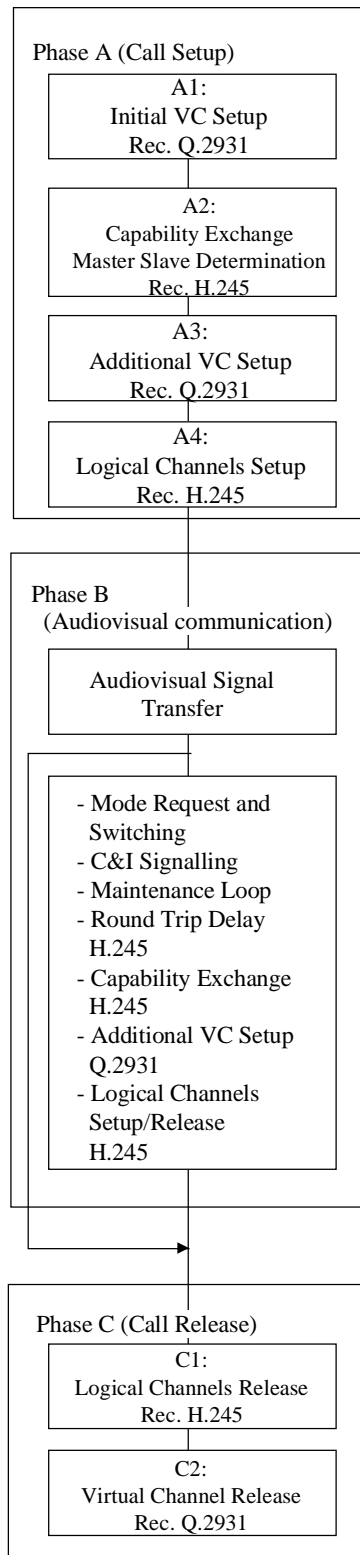 Phase A (Call Setup)
A1:
Initial VC Setup
Rec. Q.2931
A2:
Capability Exchange
Master Slave Determination
Rec. H.245
A3:
Additional VC Setup
Rec. Q.2931
A4:
Logical Channels Setup
Rec. H.245
Phase B
(Audiovisual communication)
Audiovisual Signal
Transfer
- Mode Request and
Switching
- C&I Signalling
- Maintenance Loop
- Round Trip Delay
H.245
- Capability Exchange
H.245
- Additional VC Setup
Q.2931
- Logical Channels
Setup/Release
H.245
Phase C (Call Release)
C1:
Logical Channels Release
Rec. H.245
C2:
Virtual Channel Release
Rec. Q.2931